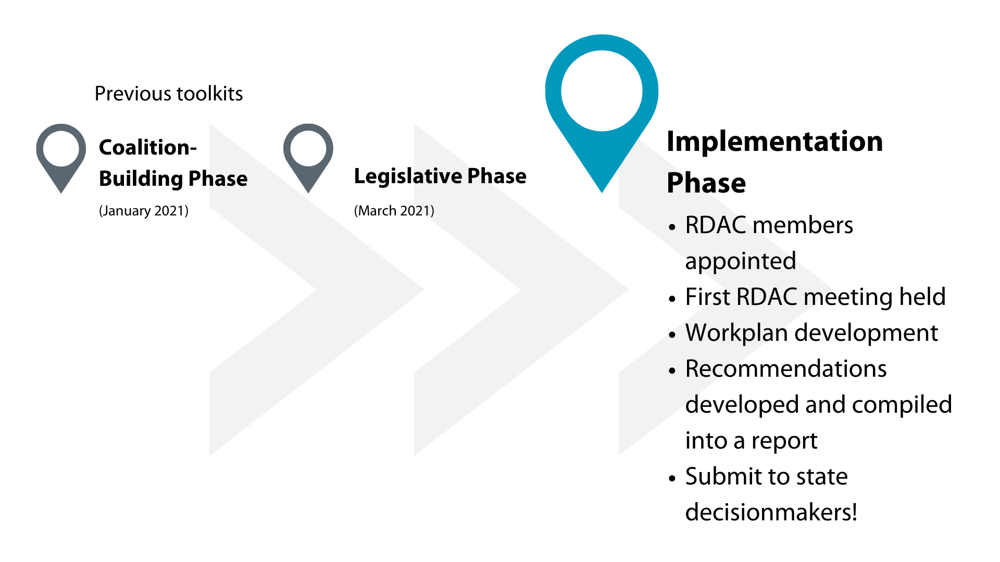 Previous toolkits
Coalition-
Building Phase
(January 2021)
Legislative Phase
(March 2021)
Implementation
Phase
• RDAC members
appointed
• First RDAC meeting held
• Workplan development
• Recommendations
developed and compiled
into a report
• Submit to state
decisionmakers!